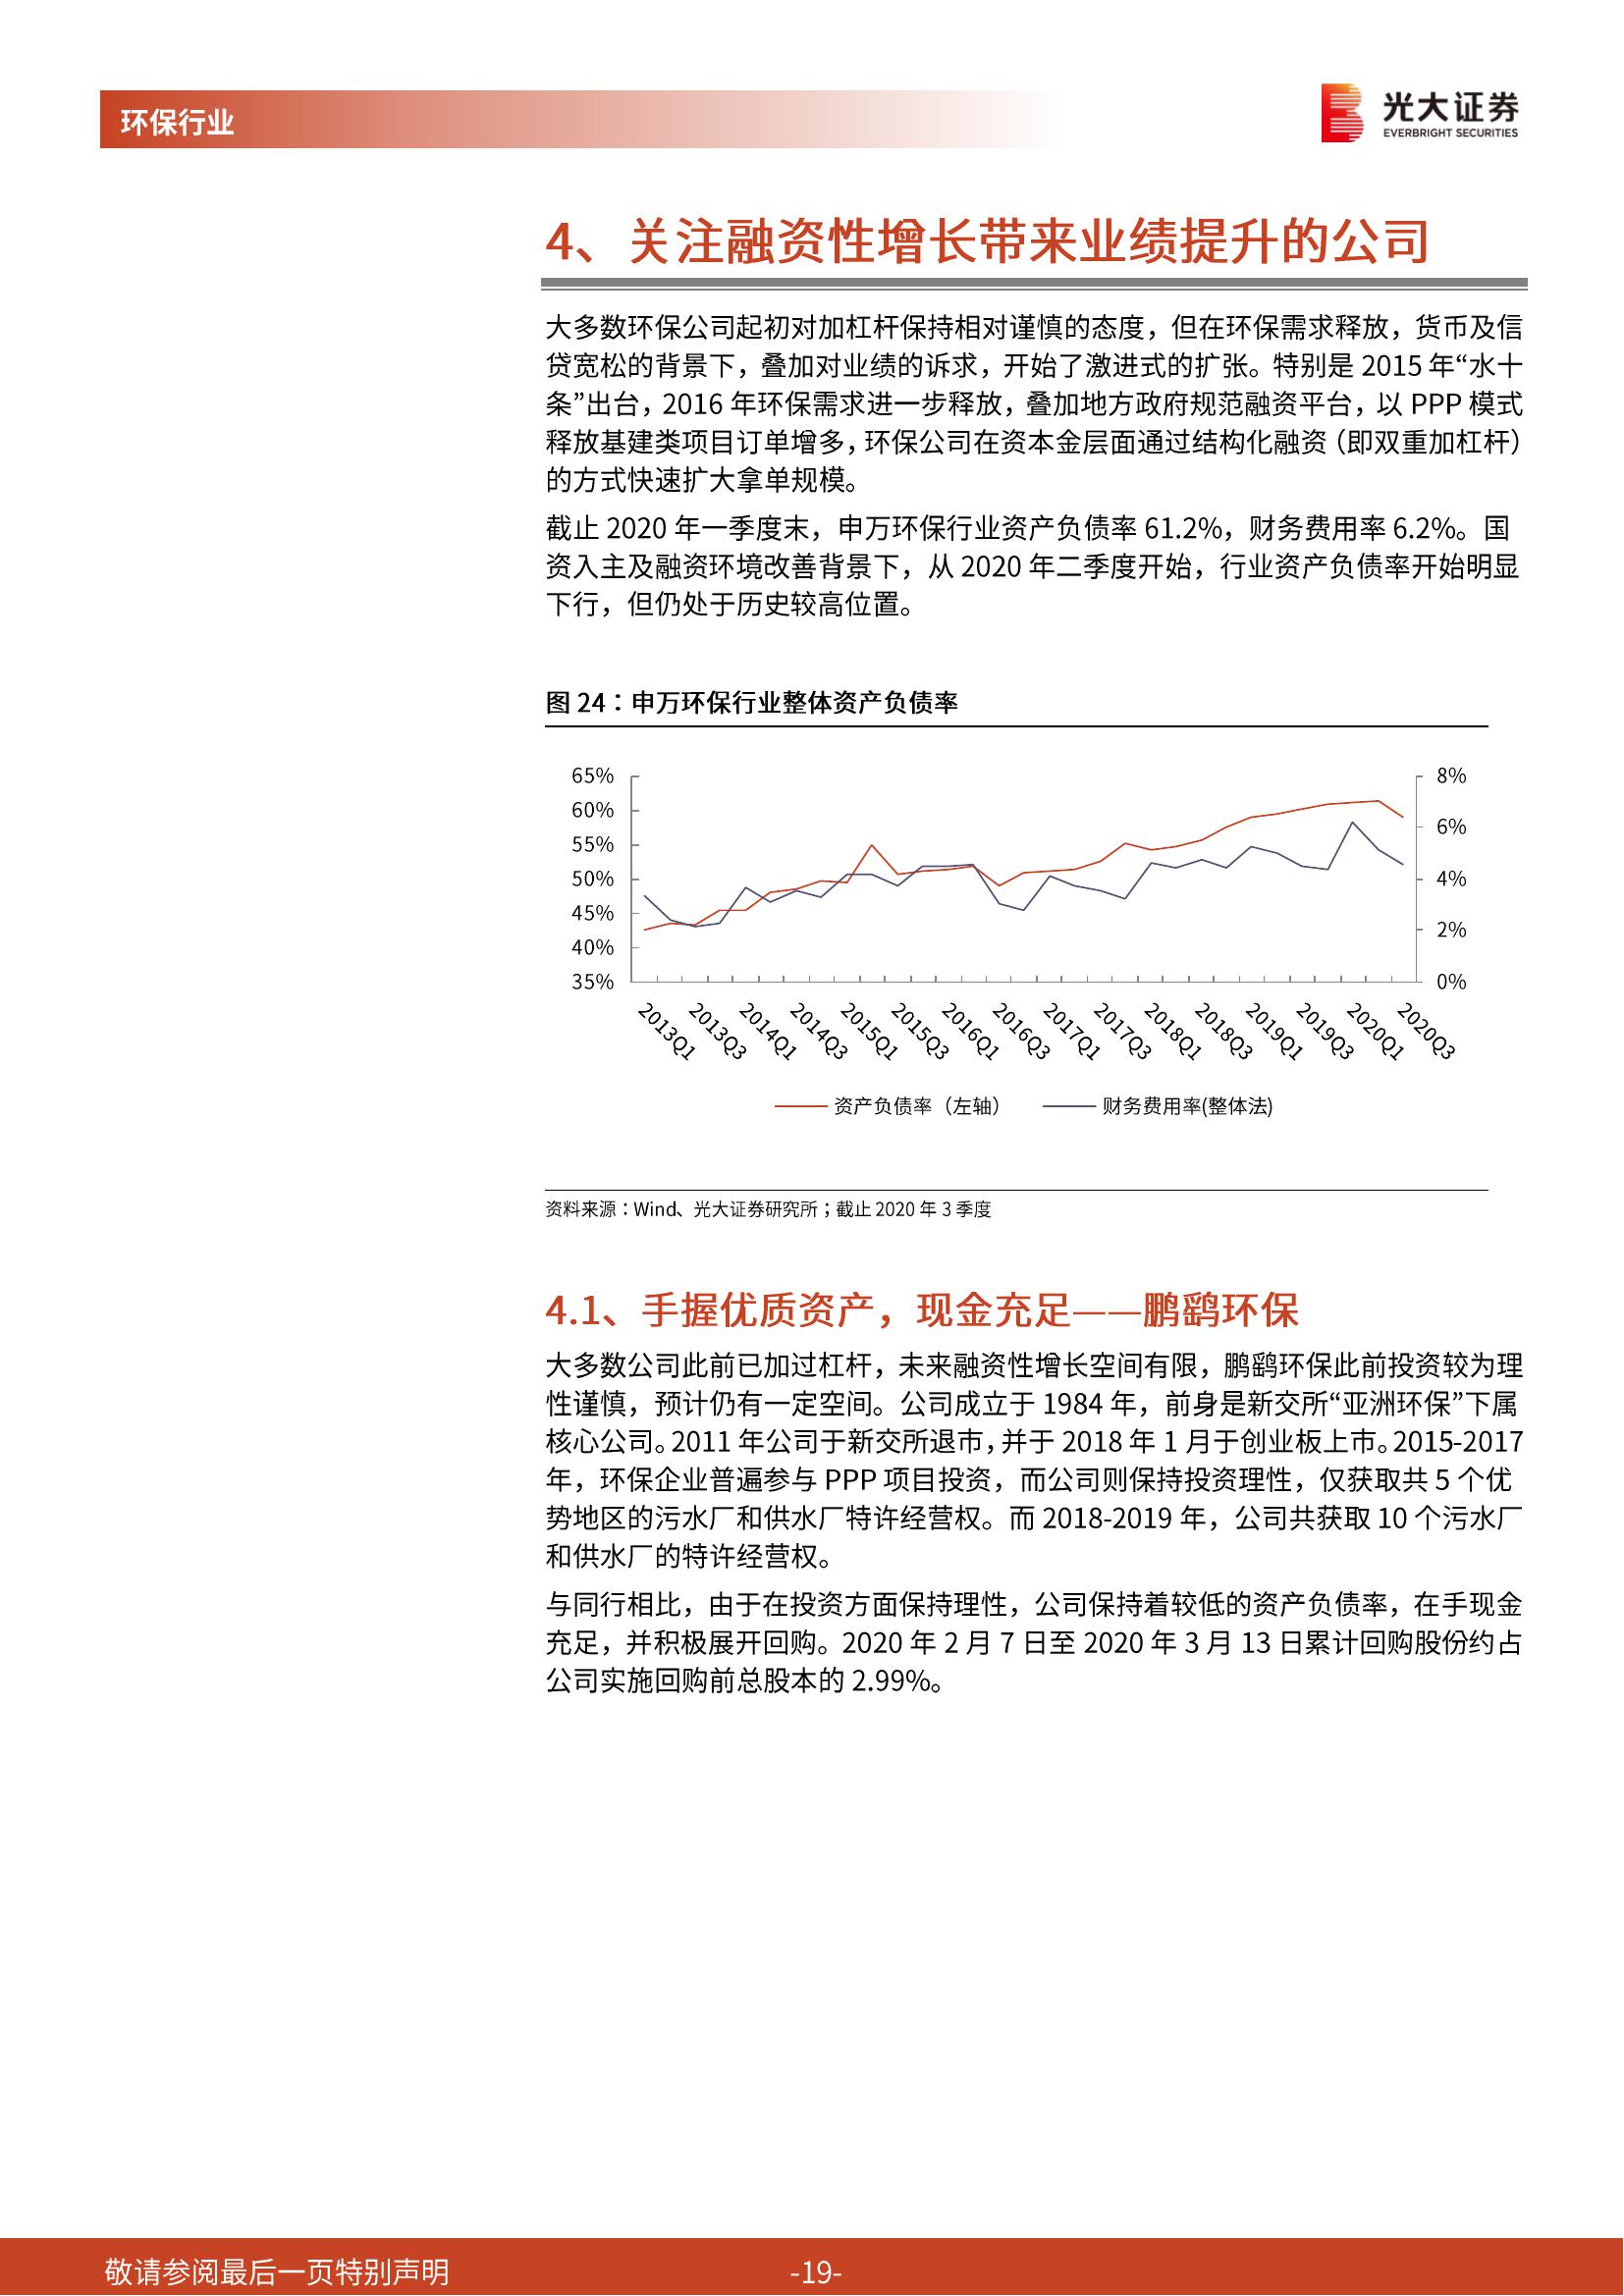 环保行业
光大证券
EVERBRIGHT SECURITIES
4、关注融资性增长带来业绩提升的公司
大多数环保公司起初对加杠杆保持相对谨慎的态度，但在环保需求释放，货币及信
贷宽松的背景下，叠加对业绩的诉求，开始了激进式的扩张。特别是 2015 年“水十
条”出台，2016 年环保需求进一步释放，叠加地方政府规范融资平台，以 PPP 模式
释放基建类项目订单增多，环保公司在资本金层面通过结构化融资（即双重加杠杆）
的方式快速扩大拿单规模。
截止 2020 年一季度末，申万环保行业资产负债率 61.2%，财务费用率 6.2%。国
资入主及融资环境改善背景下，从 2020 年二季度开始，行业资产负债率开始明显
下行，但仍处于历史较高位置。
图 24：申万环保行业整体资产负债率
65%
60%
55%
50%
45%
40%
35%
8%
6%
4%
2%
0%
2013Q1
2013Q3
2014Q1
2014Q3
2015Q1
2015Q3
2016Q1
2016Q3
2017Q1
2017Q3
2018Q1
2018Q3
2019Q1
2019Q3
2020Q1
2020Q3
资产负债率（左轴）
财务费用率(整体法)
资料来源：Wind、光大证券研究所；截止 2020 年 3 季度
4.1、手握优质资产，现金充足——鹏鹞环保
大多数公司此前已加过杠杆，未来融资性增长空间有限，鹏鹞环保此前投资较为理
性谨慎，预计仍有一定空间。公司成立于 1984 年，前身是新交所“亚洲环保”下属
核心公司。2011 年公司于新交所退市，并于 2018 年 1 月于创业板上市。2015-2017
年，环保企业普遍参与 PPP 项目投资，而公司则保持投资理性，仅获取共 5 个优
势地区的污水厂和供水厂特许经营权。而 2018-2019 年，公司共获取 10 个污水厂
和供水厂的特许经营权。
与同行相比，由于在投资方面保持理性，公司保持着较低的资产负债率，在手现金
充足，并积极展开回购。2020 年 2 月 7 日至 2020 年 3 月 13 日累计回购股份约占
公司实施回购前总股本的 2.99%。
敬请参阅最后一页特别声明
-19-